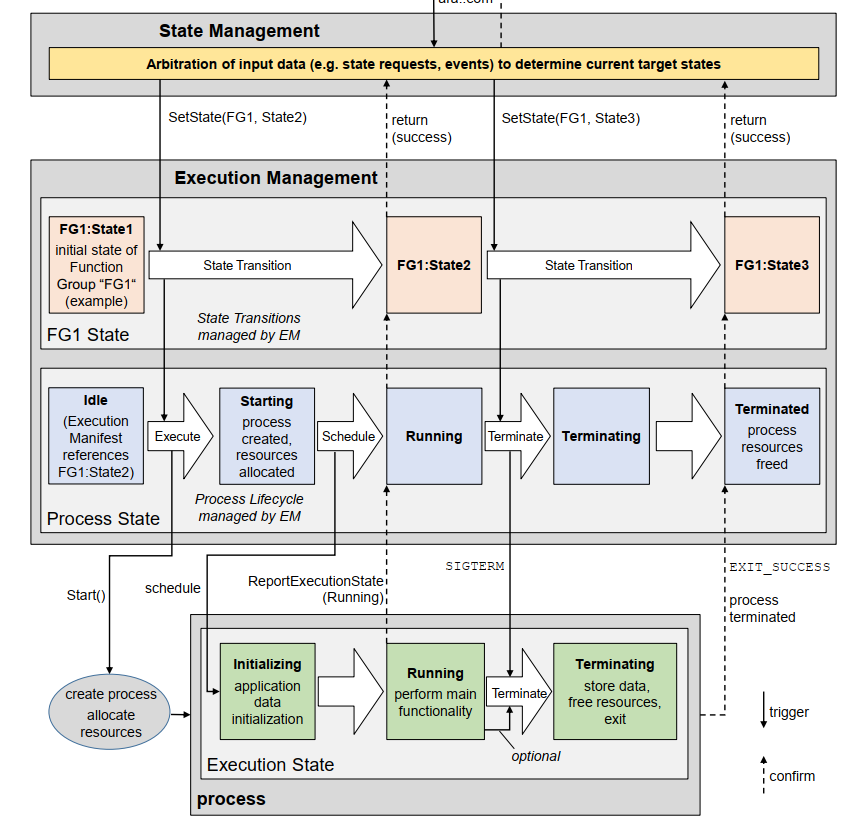 ara::com
State Management
Arbitration of input data (e.g. state requests, events) to determine current target states
SetState(FG1, State2)
return
(success)
SetState(FG1, State3)
return
(success)
Execution Management
FG1:State1
initial state of
Function
Group “FG1“
(example)
State Transition
FG1:State2
State Transition
FG1:State3
State Transitions
managed by EM
FG1 State
Idle
(Execution
Manifest
references
FG1:State2)
Execute
Starting
process
created,
resources
allocated
Schedule
Running
Terminate
Terminating
Terminated
process
resources
freed
Process Lifecycle
managed by EM
Process State
Start()
schedule
ReportExecutionState
(Running)
SIGTERM
EXIT_SUCCESS
process
terminated
create process
allocate
resources
Initializing
application
data
initialization
Running
perform main
functionality
Terminate
Terminating
store data,
free resources,
exit
optional
Execution State
process
trigger
confirm